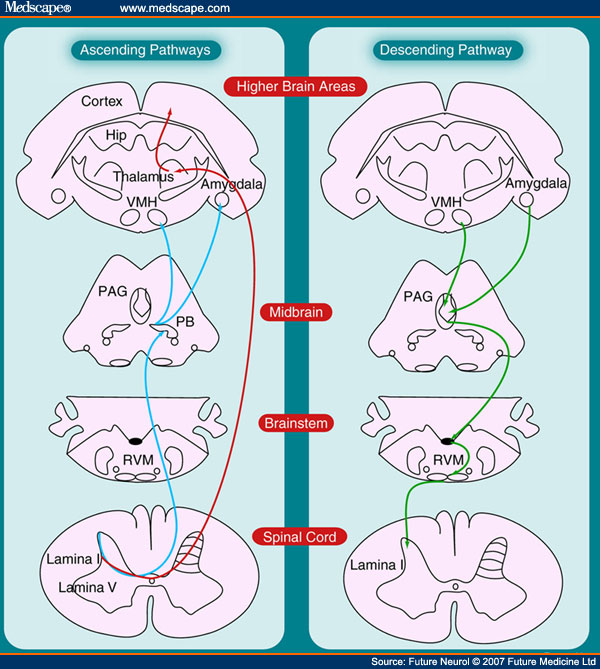 Medscape® www.medscape.com
Ascending Pathways
Descending Pathway
Higher Brain Areas
Cortex
Hip
Thalamus
Amygdala
VMH
Amygdala
VMH
PAG
PB
Midbrain
PAG
Brainstem
RVM
RVM
Spinal Cord
Lamina I
Lamina V
Lamina I
Source: Future Neurol © 2007 Future Medicine Ltd